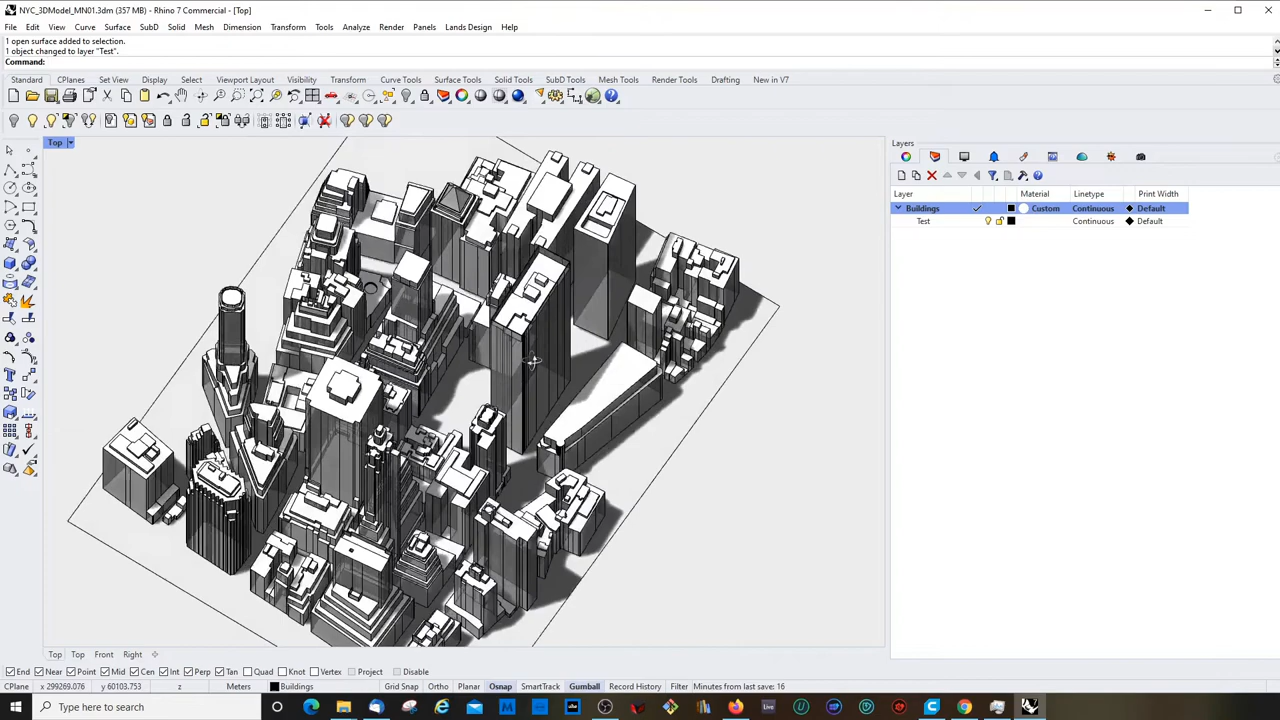 NYC_3DModel_MN01.3dm (357 MB) - Rhino 7 Commercial - [Top]
File Edit View Curve Surface SubD Solid Mesh Dimension Transform Tools Analyze Render Panels Lands Design Help
1 open surface added to selection.
1 object changed to layer "Test".
Command:
Standard CPlanes Set View Display Select Viewport Layout Visibility Transform Curve Tools Surface Tools Solid Tools SubD Tools Mesh Tools Render Tools Drafting New in V7
Top
Layers
Layer Material Linetype Print Width
Buildings Custom Continuous Default
Test Continuous Default
Top Top Front Right
End Near Point Mid Cen Int Perp Tan Quad Knot Vertex Project Disable
CPlane x 299269.076 y 60103.753 z Meters Buildings Grid Snap Ortho Planar Osnap SmartTrack Gumball Record History Filter Minutes from last save: 16
Type here to search
Live